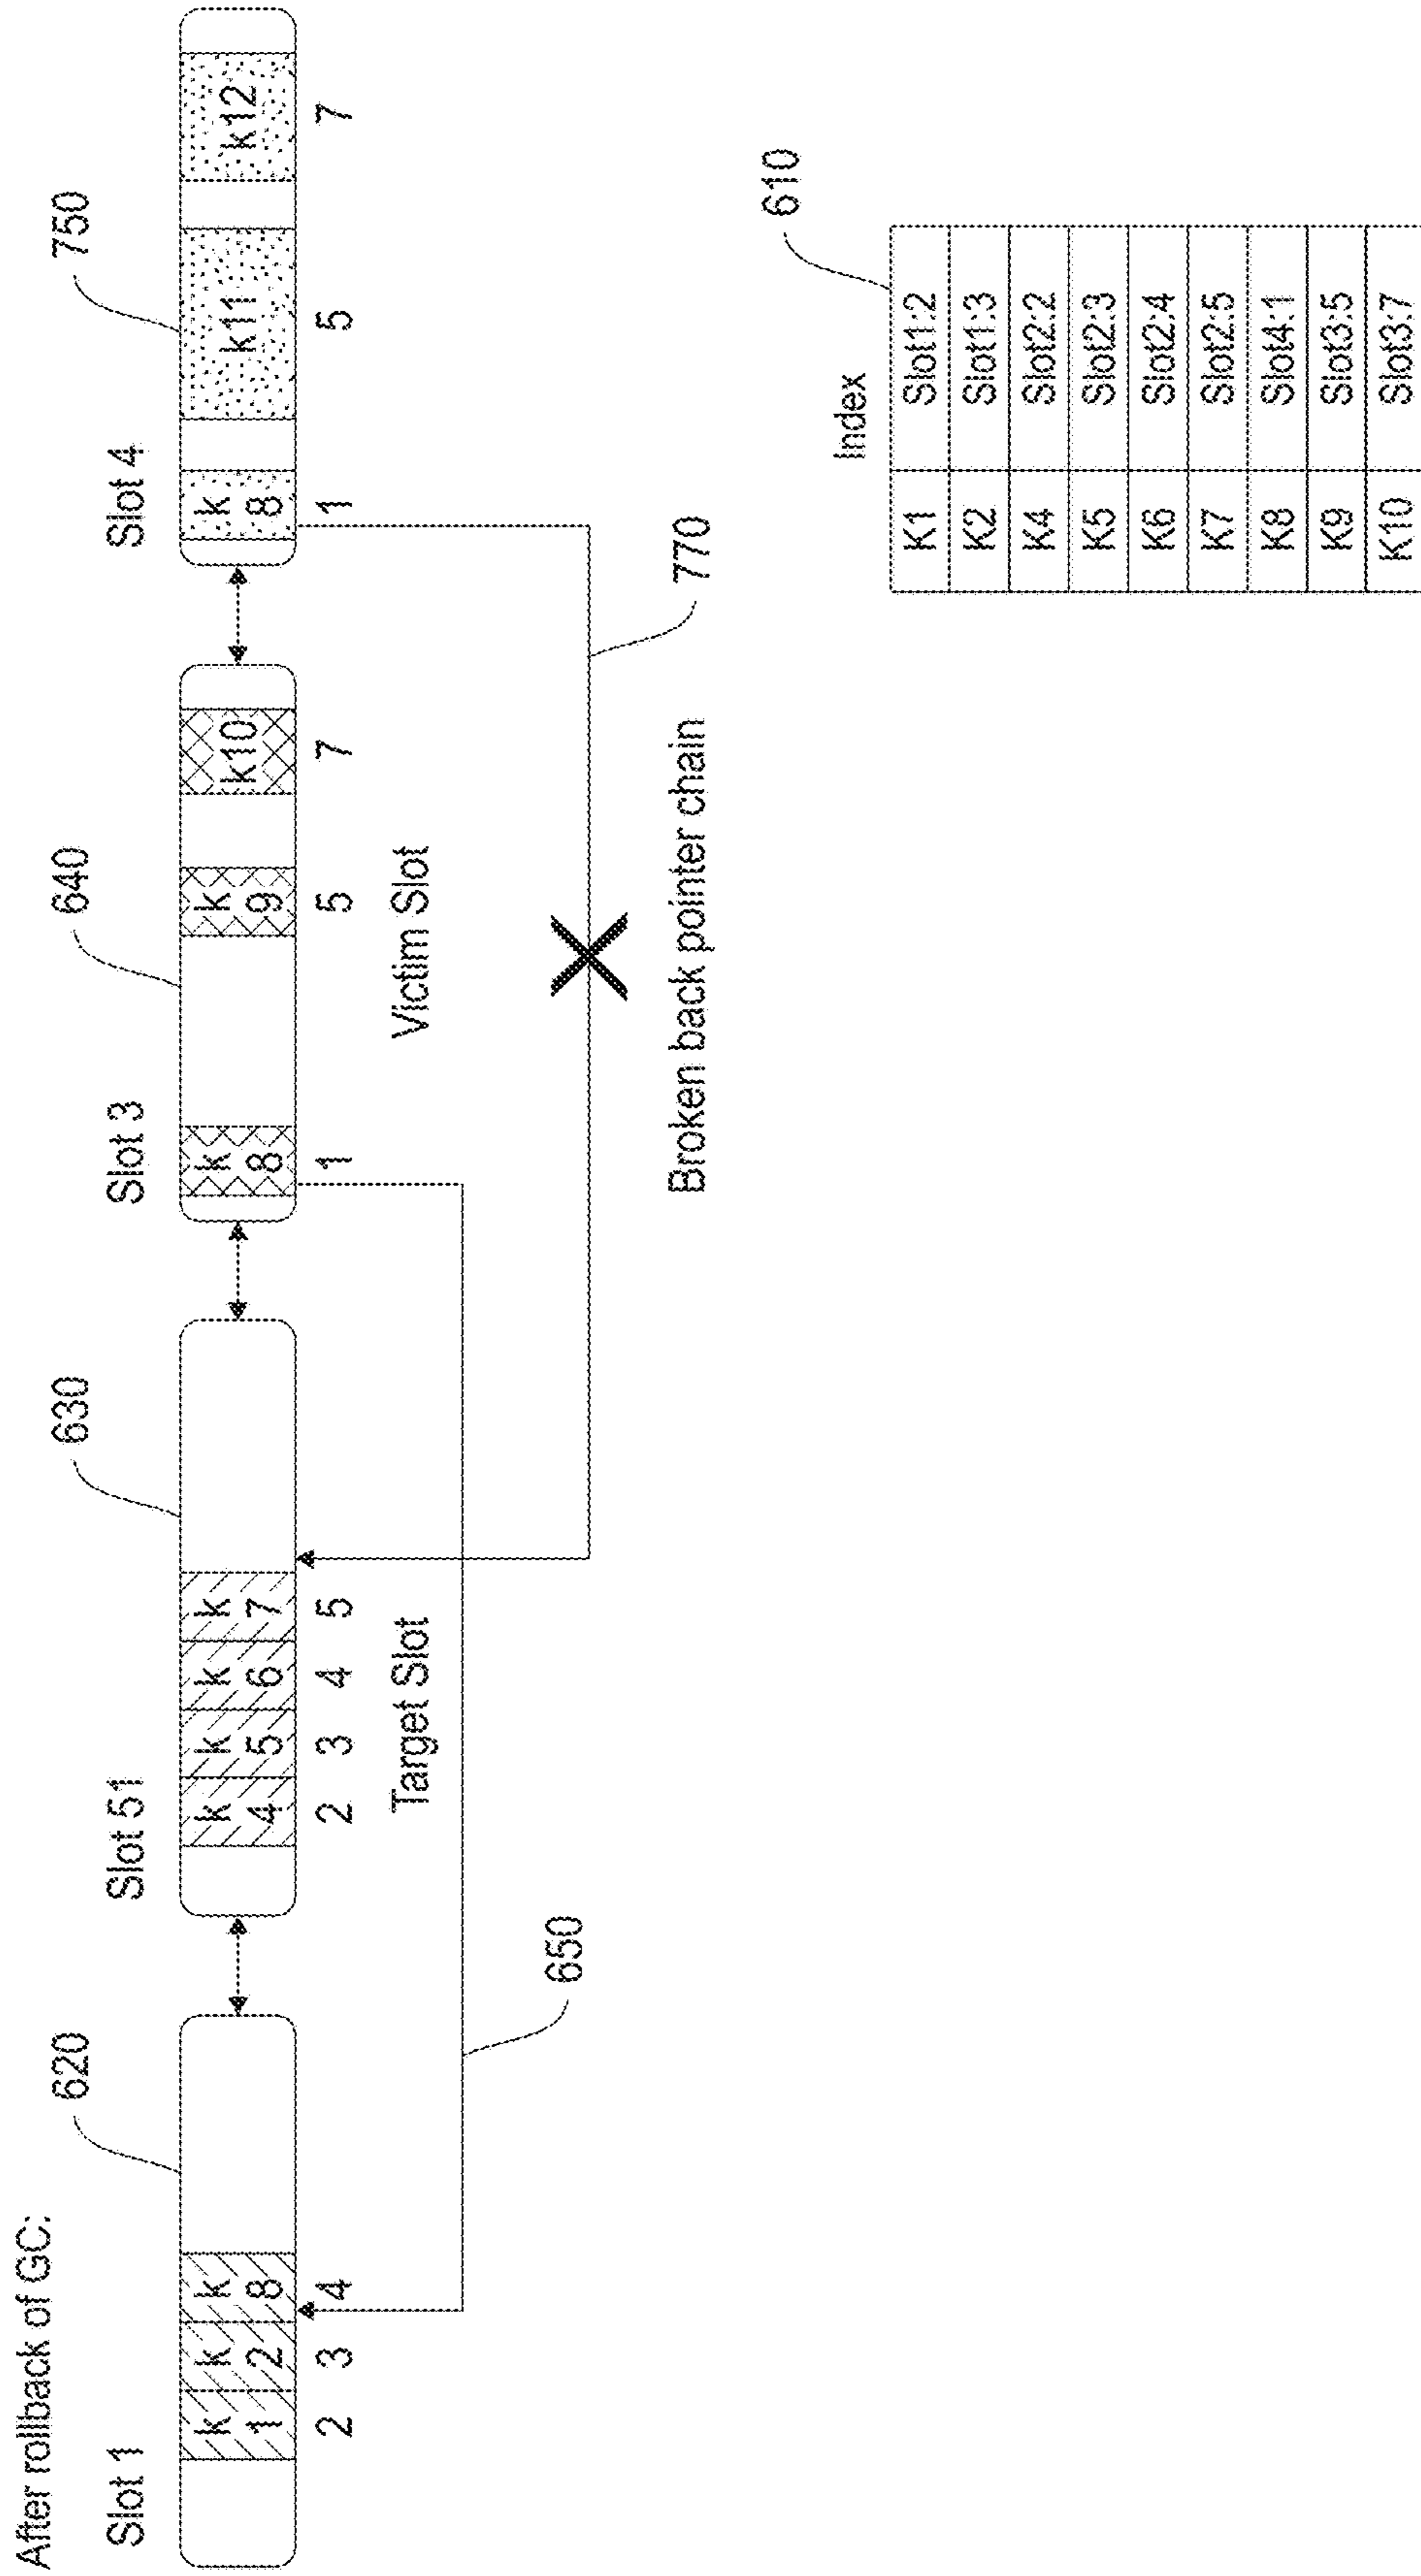 After rollback of GC:
620
630
640
750
Slot 1
Slot 51
Slot 3
Slot 4
k 1
k 2
k 8
2
3
4
k 4
k 5
k 6
k 7
2
3
4
5
k 8
k 9
k10
1
5
7
k 8
k11
k12
1
5
7
Target Slot
Victim Slot
650
770
Broken back pointer chain
Index
610
K1 Slot1:2
K2 Slot1:3
K4 Slot2:2
K5 Slot2:3
K6 Slot2:4
K7 Slot2:5
K8 Slot4:1
K9 Slot3:5
K10 Slot3:7